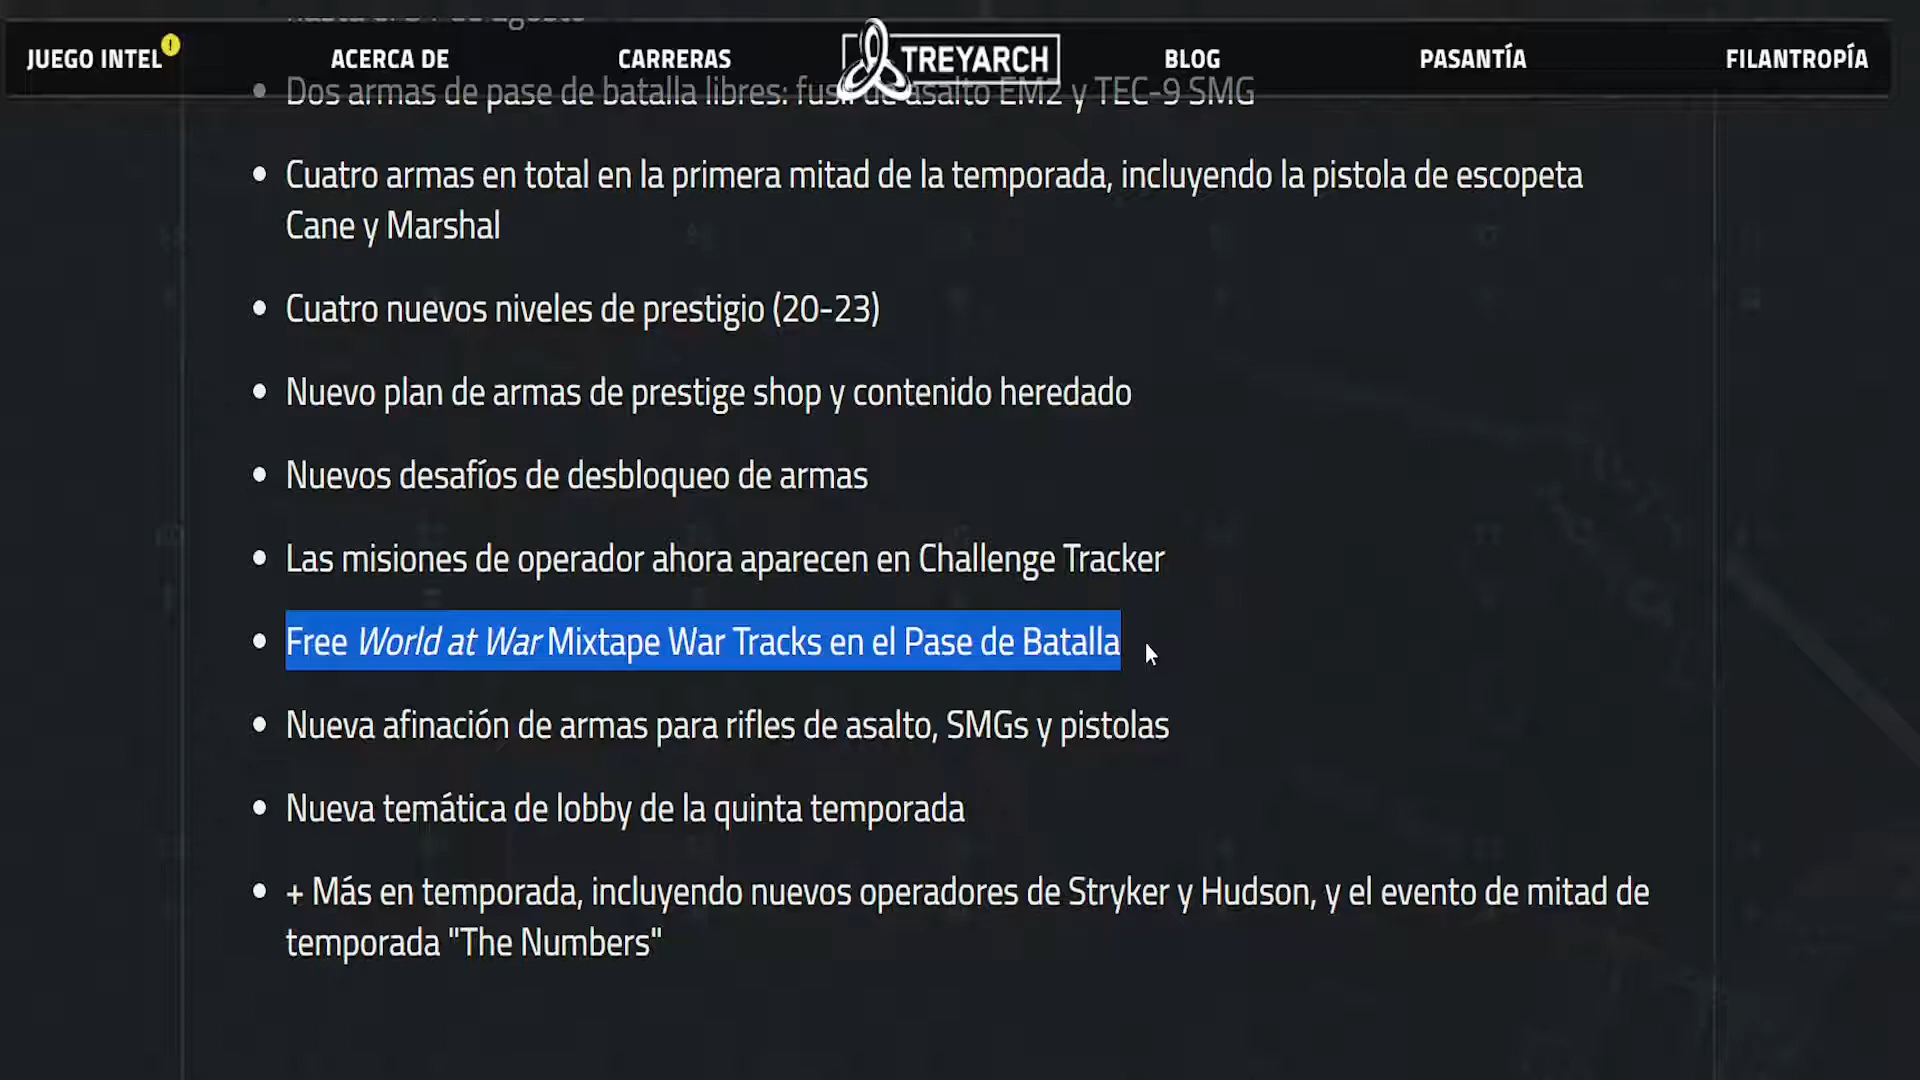 hasta el 31 de agosto
JUEGO INTEL
ACERCA DE
CARRERAS
TREYARCH
BLOG
PASANTÍA
FILANTROPÍA
Dos armas de pase de batalla libres: fusil de asalto EM2 y TEC-9 SMG
Cuatro armas en total en la primera mitad de la temporada, incluyendo la pistola de escopeta
Cane y Marshal
Cuatro nuevos niveles de prestigio (20-23)
Nuevo plan de armas de prestige shop y contenido heredado
Nuevos desafíos de desbloqueo de armas
Las misiones de operador ahora aparecen en Challenge Tracker
Free World at War Mixtape War Tracks en el Pase de Batalla
Nueva afinación de armas para rifles de asalto, SMGs y pistolas
Nueva temática de lobby de la quinta temporada
+ Más en temporada, incluyendo nuevos operadores de Stryker y Hudson, y el evento de mitad de
temporada "The Numbers"